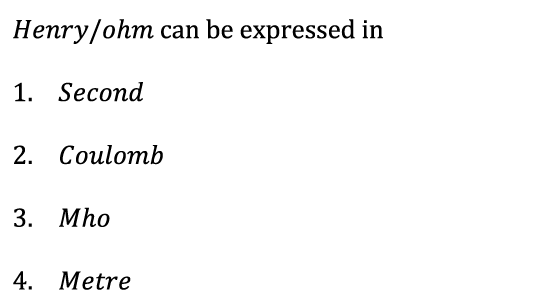 Henry/ohm can be expressed in
1. Second
2. Coulomb
3. Mho
4. Metre